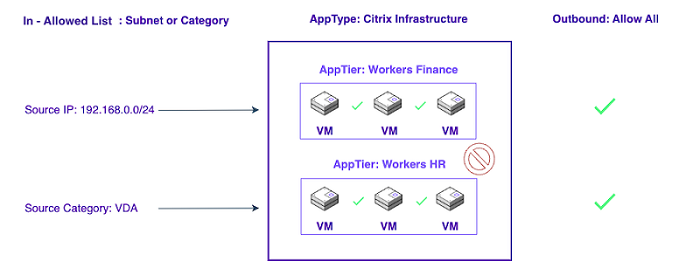 In - Allowed List : Subnet or Category
AppType: Citrix Infrastructure
Outbound: Allow All
AppTier: Workers Finance
Source IP: 192.168.0.0/24
VM VM VM
AppTier: Workers HR
Source Category: VDA
VM VM VM